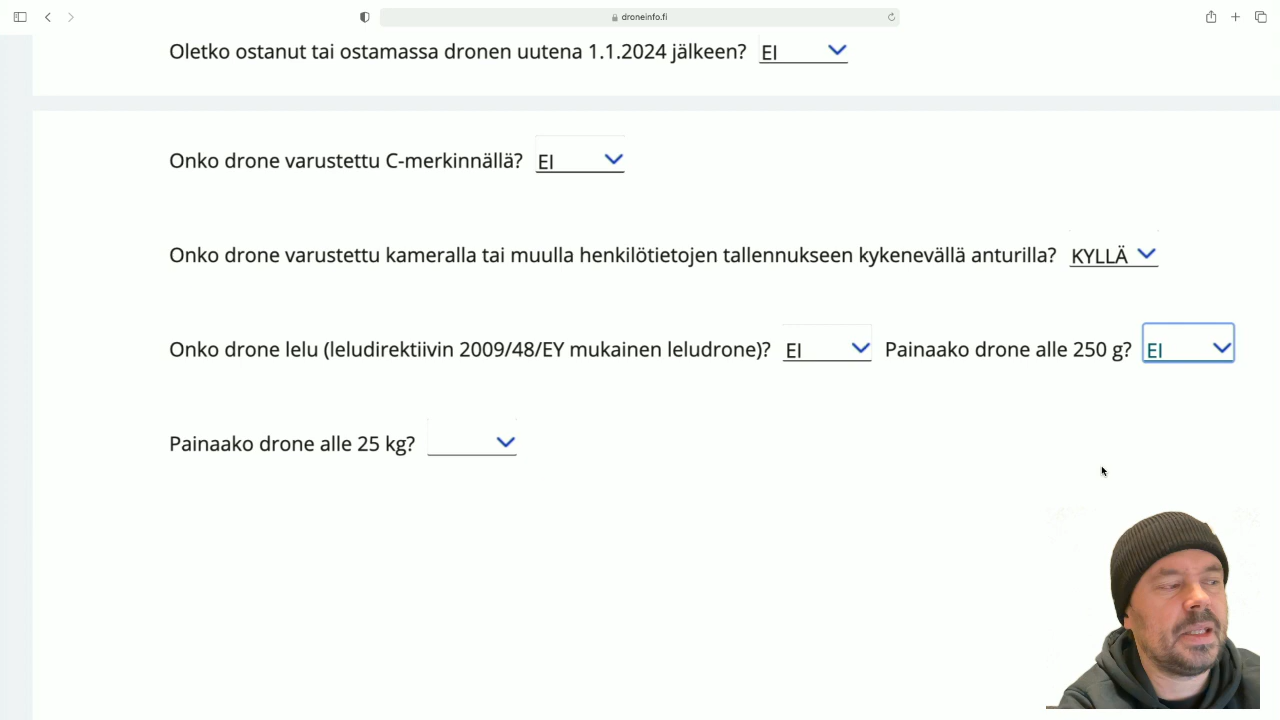 droneinfo.fi
Oletko ostanut tai ostamassa dronen uutena 1.1.2024 jälkeen? EI
Onko drone varustettu C-merkinnällä? EI
Onko drone varustettu kameralla tai muulla henkilötietojen tallennukseen kykenevällä anturilla? KYLLÄ
Onko drone lelu (leludirektiivin 2009/48/EY mukainen leludrone)? EI Painaako drone alle 250 g? EI
Painaako drone alle 25 kg?